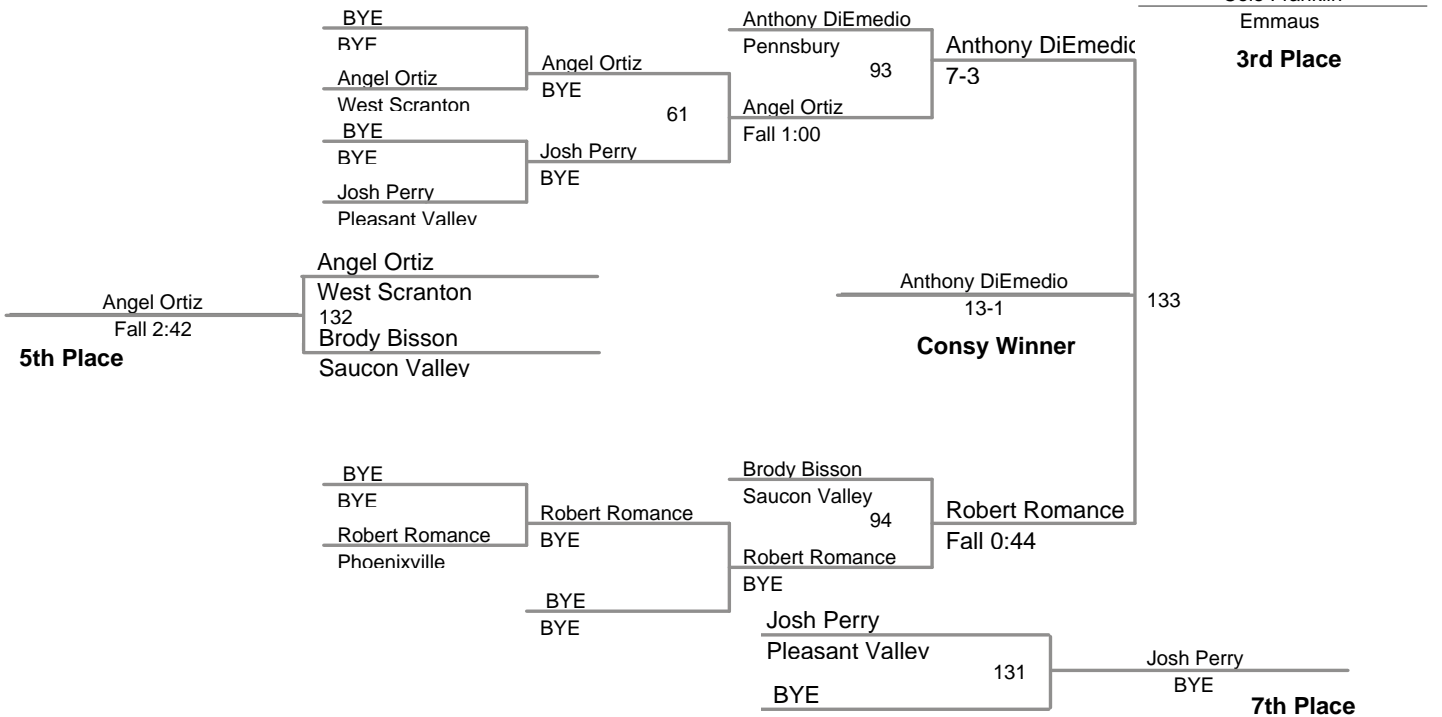 Emmaus
3rd Place
BYE
BYE
Angel Ortiz
West Scranton
BYE
BYE
Josh Perry
Pleasant Valley
Angel Ortiz
BYE
61
Josh Perry
BYE
Anthony DiEmedio
Pennsbury
93
Angel Ortiz
Fall 1:00
Anthony DiEmedio
7-3
Angel Ortiz
West Scranton
132
Brody Bisson
Saucon Valley
Angel Ortiz
Fall 2:42
5th Place
Anthony DiEmedio
13-1
Consy Winner
133
BYE
BYE
Robert Romance
Phoenixville
Robert Romance
BYE
BYE
BYE
Brody Bisson
Saucon Valley
94
Robert Romance
BYE
Robert Romance
Fall 0:44
Josh Perry
Pleasant Valley
131
BYE
Josh Perry
BYE
7th Place